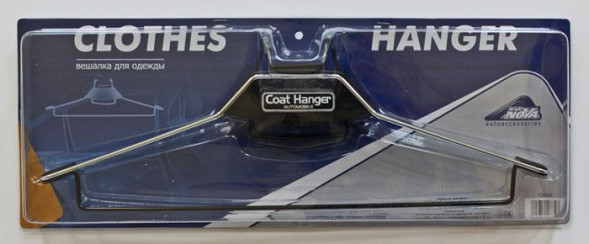 CLOTHES HANGER
вешалка для одежды
Coat Hanger
AUTOMOBILE
NOVA
autoaccessories